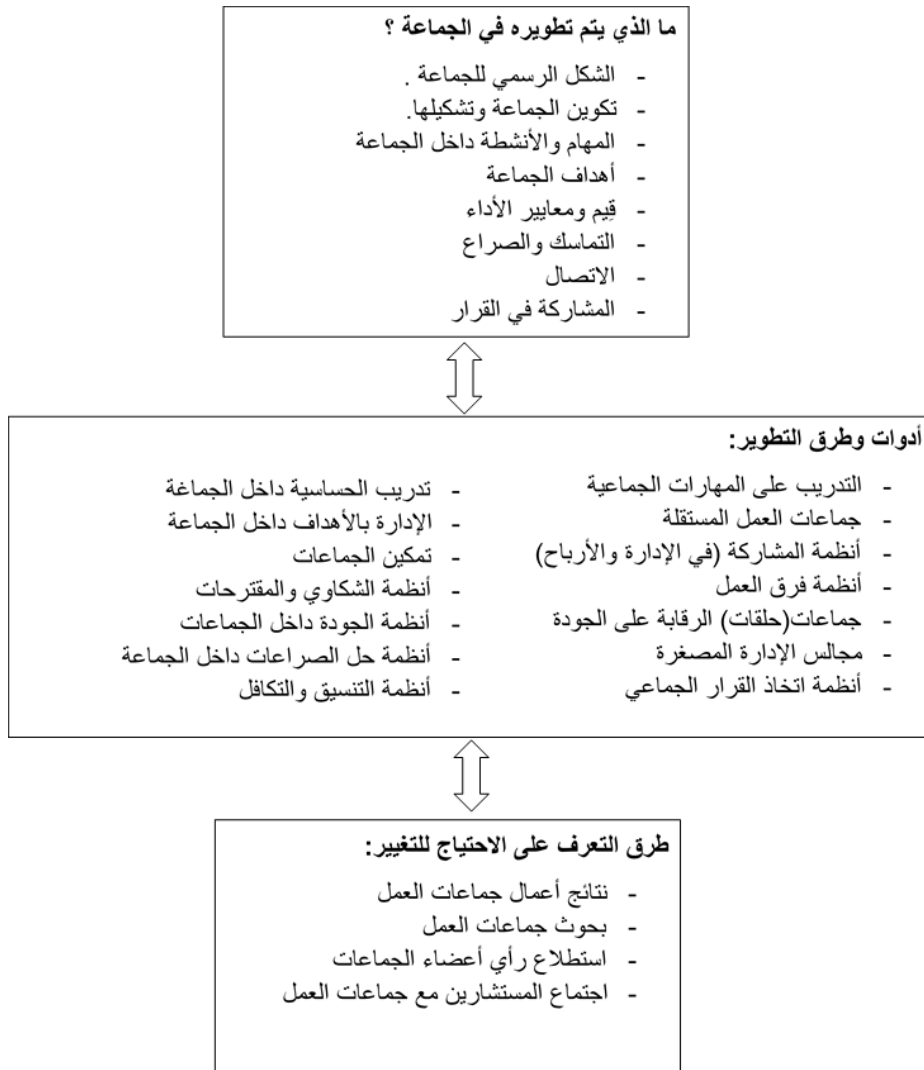 ما الذي يتم تطويره في الجماعة ؟
- الشكل الرسمي للجماعة .
- تكوين الجماعة وتشكيلها.
- المهام والأنشطة داخل الجماعة
- أهداف الجماعة
- قِيم ومعايير الأداء
- التماسك والصراع
- الاتصال
- المشاركة في القرار
أدوات وطرق التطوير:
- التدريب على المهارات الجماعية
- جماعات العمل المستقلة
- أنظمة المشاركة (في الإدارة والأرباح)
- أنظمة فرق العمل
- جماعات(حلقات) الرقابة على الجودة
- مجالس الإدارة المصغرة
- أنظمة اتخاذ القرار الجماعي
- تدريب الحساسية داخل الجماغة
- الإدارة بالأهداف داخل الجماعة
- تمكين الجماعات
- أنظمة الشكاوي والمقترحات
- أنظمة الجودة داخل الجماعات
- أنظمة حل الصراعات داخل الجماعة
- أنظمة التنسيق والتكافل
طرق التعرف على الاحتياج للتغيير:
- نتائج أعمال جماعات العمل
- بحوث جماعات العمل
- استطلاع رأي أعضاء الجماعات
- اجتماع المستشارين مع جماعات العمل